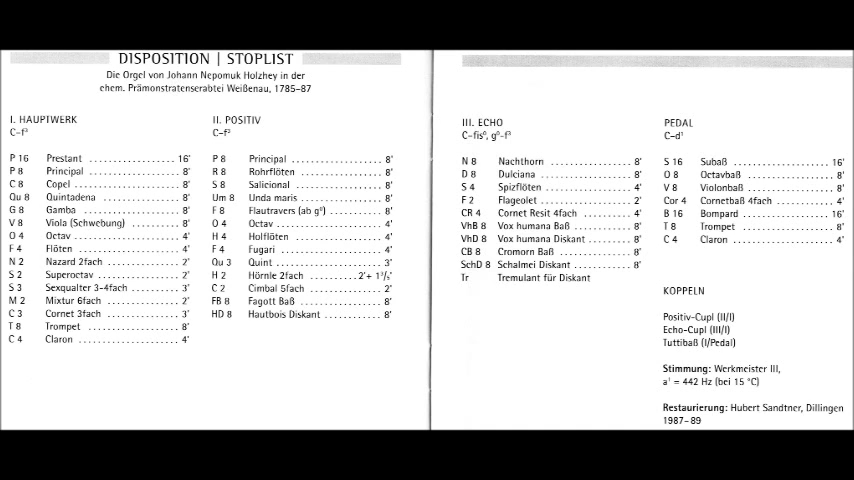 DISPOSITION | STOPLIST
Die Orgel von Johann Nepomuk Holzhey in der
ehem. Prämonstratenserabtei Weißenau, 1785–87
I. HAUPTWERK
C–f³
P 16 Prestant .................... 16'
P 8 Principal .................... 8'
C 8 Copel .................... 8'
Qu 8 Quintadena .................... 8'
G 8 Gamba .................... 8'
V 8 Viola (Schwebung) .................... 8'
O 4 Octav .................... 4'
F 4 Flöten .................... 4'
N 2 Nazard 2fach .................... 2'
S 2 Superoctav .................... 2'
S 3 Sexqualter 3-4fach .................... 3'
M 2 Mixtur 6fach .................... 2'
C 3 Cornet 3fach .................... 3'
T 8 Trompet .................... 8'
C 4 Claron .................... 4'
II. POSITIV
C–f³
P 8 Principal .................... 8'
R 8 Rohrflöten .................... 8'
S 8 Salicional .................... 8'
Um 8 Unda maris .................... 8'
F 8 Flautravers (ab g⁰) .................... 8'
O 4 Octav .................... 4'
H 4 Holflöten .................... 4'
F 4 Fugari .................... 4'
Qu 3 Quint .................... 3'
H 2 Hörnle 2fach .................... 2'+ 1³/₅'
C 2 Cimbal 5fach .................... 2'
FB 8 Fagott Baß .................... 8'
HD 8 Hautbois Diskant .................... 8'
III. ECHO
C–fis⁰, g⁰–f³
N 8 Nachthorn .................... 8'
D 8 Dulciana .................... 8'
S 4 Spizflöten .................... 4'
F 2 Flageolet .................... 2'
CR 4 Cornet Resit 4fach .................... 4'
VhB 8 Vox humana Baß .................... 8'
VhD 8 Vox humana Diskant .................... 8'
CB 8 Cromorn Baß .................... 8'
SchD 8 Schalmei Diskant .................... 8'
Tr Tremulant für Diskant
PEDAL
C–d¹
S 16 Subaß .................... 16'
O 8 Octavbaß .................... 8'
V 8 Violonbaß .................... 8'
Cor 4 Cornetbaß 4fach .................... 4'
B 16 Bompard .................... 16'
T 8 Trompet .................... 8'
C 4 Claron .................... 4'
KOPPELN
Positiv-Cupl (II/I)
Echo-Cupl (III/I)
Tuttibaß (I/Pedal)
Stimmung: Werkmeister III,
a¹ = 442 Hz (bei 15 °C)
Restaurierung: Hubert Sandtner, Dillingen
1987–89